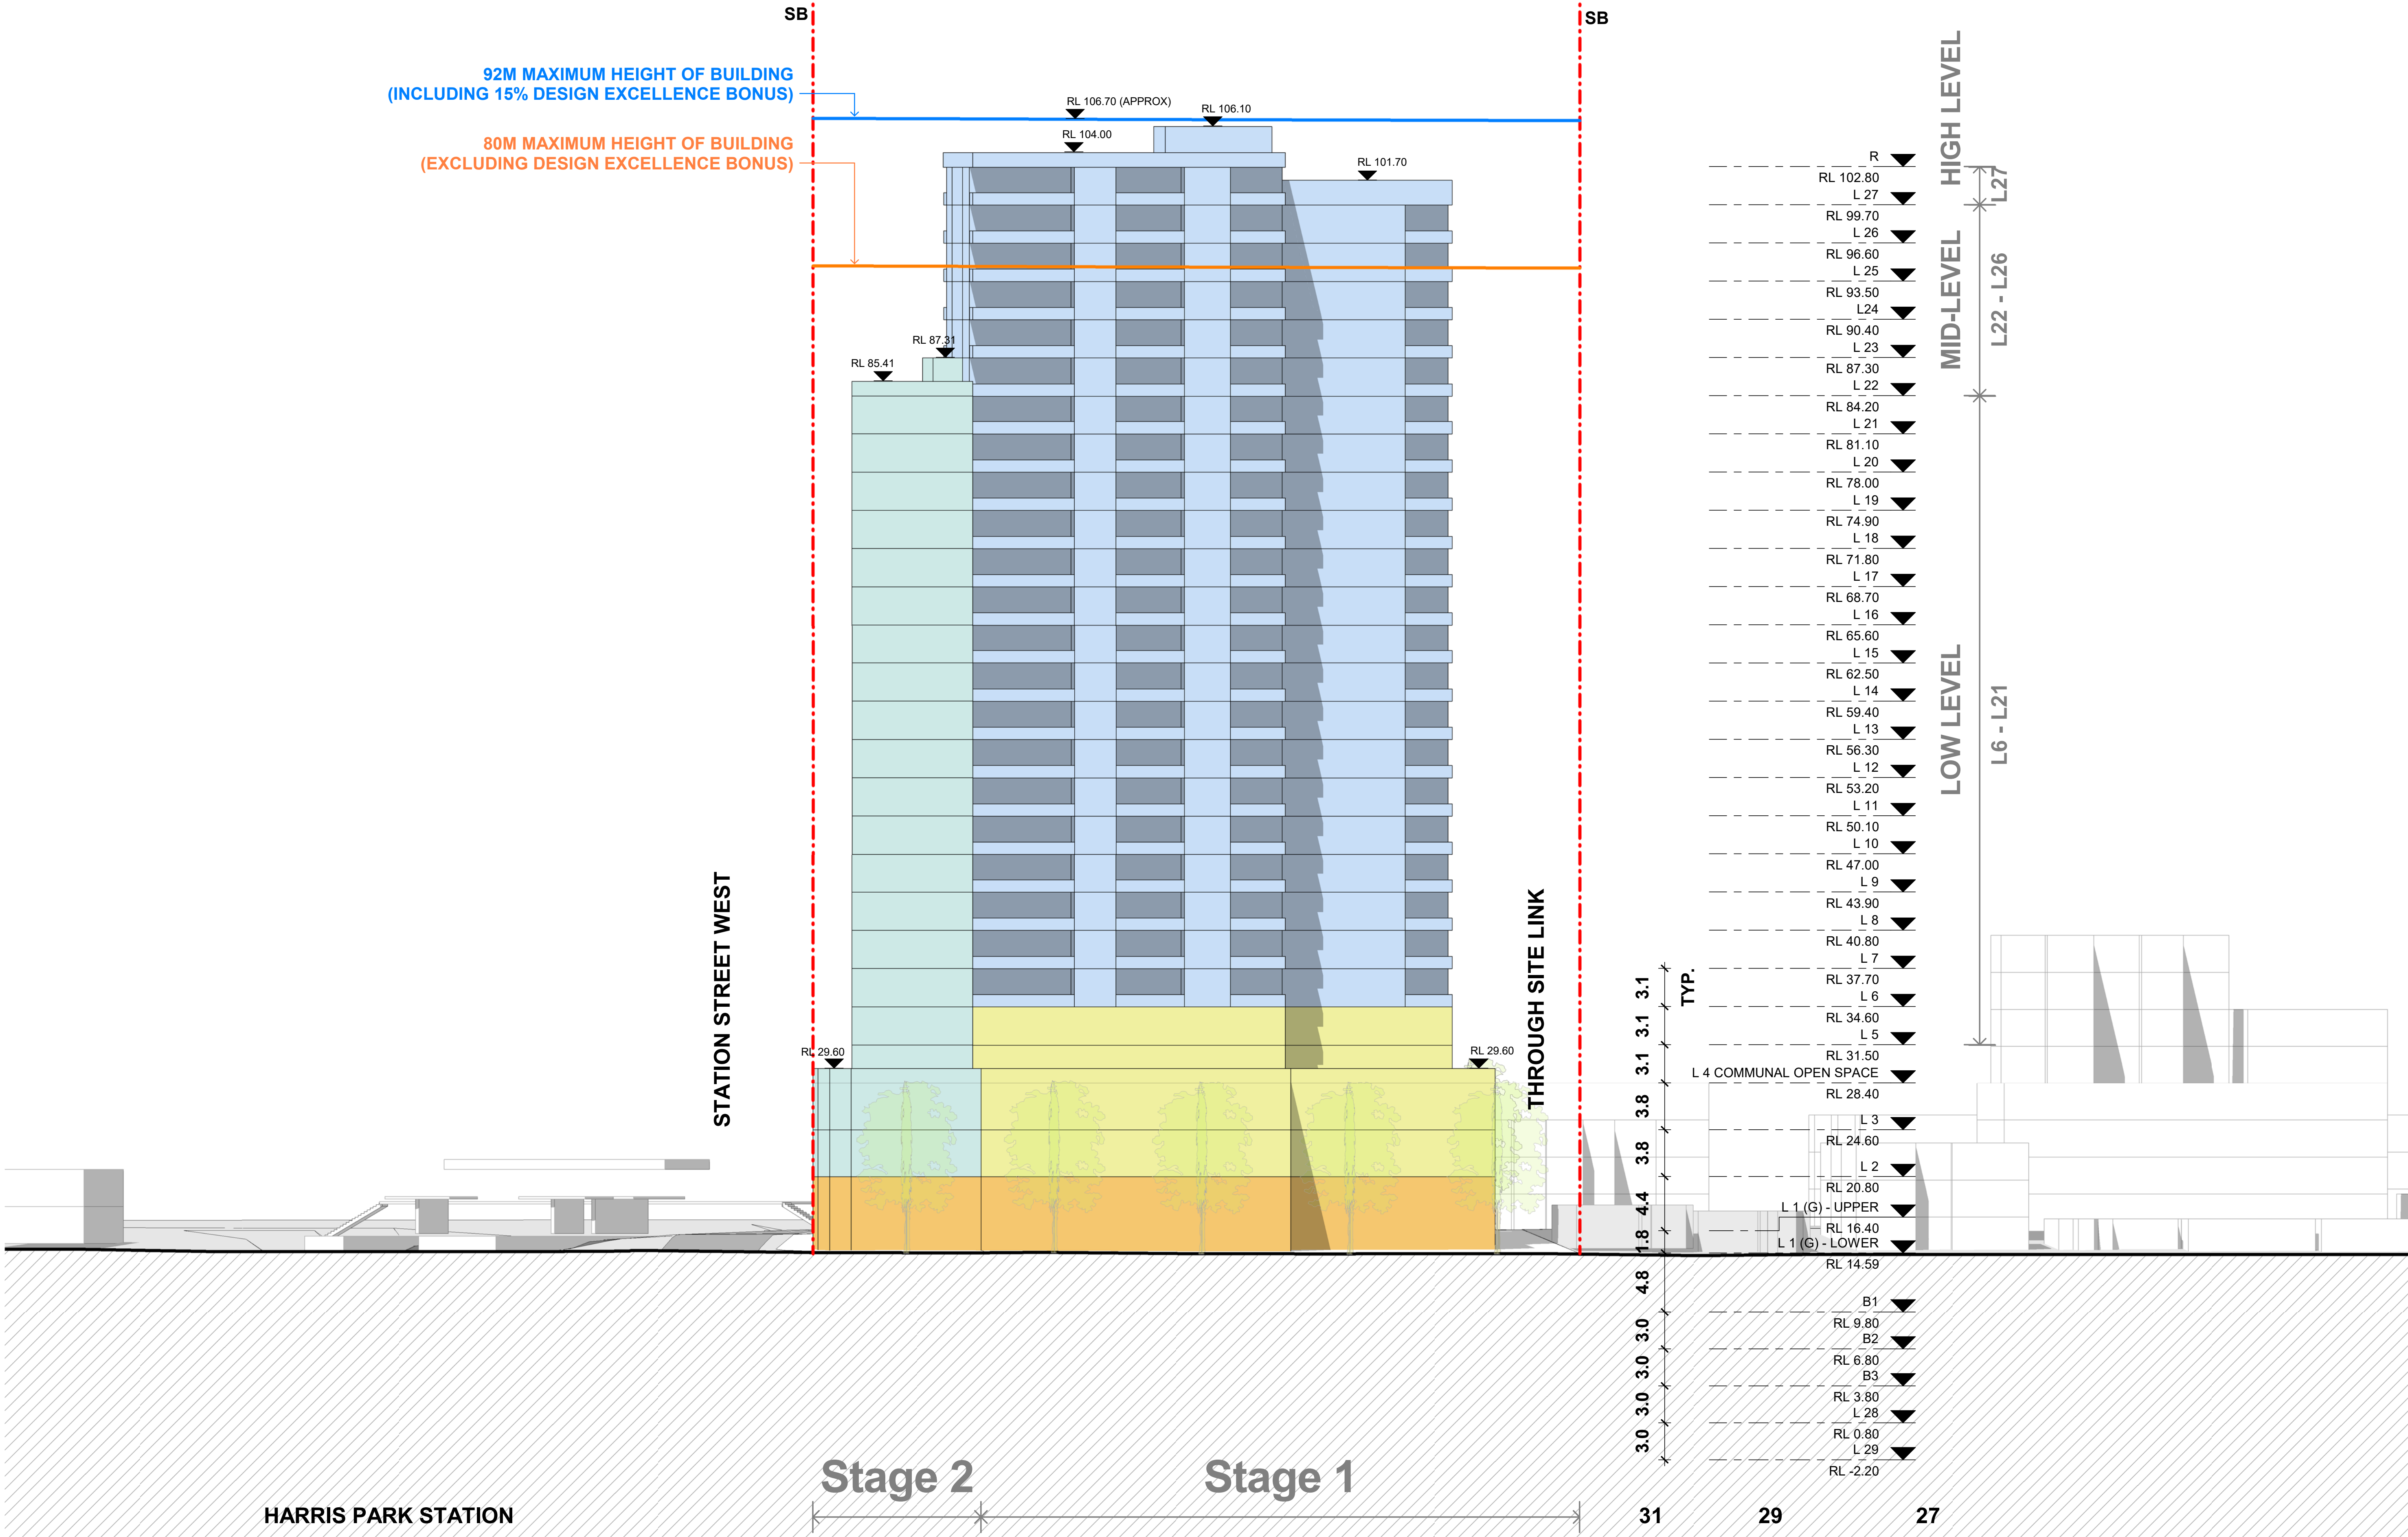 SB
SB
92M MAXIMUM HEIGHT OF BUILDING
(INCLUDING 15% DESIGN EXCELLENCE BONUS)
80M MAXIMUM HEIGHT OF BUILDING
(EXCLUDING DESIGN EXCELLENCE BONUS)
RL 106.70 (APPROX)
RL 106.10
RL 104.00
RL 101.70
RL 87.31
RL 85.41
RL 29.60
RL 29.60
STATION STREET WEST
THROUGH SITE LINK
R
RL 102.80
L 27
RL 99.70
L 26
RL 96.60
L 25
RL 93.50
L24
RL 90.40
L 23
RL 87.30
L 22
RL 84.20
L 21
RL 81.10
L 20
RL 78.00
L 19
RL 74.90
L 18
RL 71.80
L 17
RL 68.70
L 16
RL 65.60
L 15
RL 62.50
L 14
RL 59.40
L 13
RL 56.30
L 12
RL 53.20
L 11
RL 50.10
L 10
RL 47.00
L 9
RL 43.90
L 8
RL 40.80
L 7
RL 37.70
L 6
RL 34.60
L 5
RL 31.50
L 4 COMMUNAL OPEN SPACE
RL 28.40
L 3
RL 24.60
L 2
RL 20.80
L 1 (G) - UPPER
RL 16.40
L 1 (G) - LOWER
RL 14.59
B1
RL 9.80
B2
RL 6.80
B3
RL 3.80
L 28
RL 0.80
L 29
RL -2.20
HIGH LEVEL
L27
MID-LEVEL
L22 - L26
LOW LEVEL
L6 - L21
TYP.
3.1
3.1
3.1
3.8
3.8
4.4
1.8
4.8
3.0
3.0
3.0
3.0
Stage 2
Stage 1
HARRIS PARK STATION
31
29
27